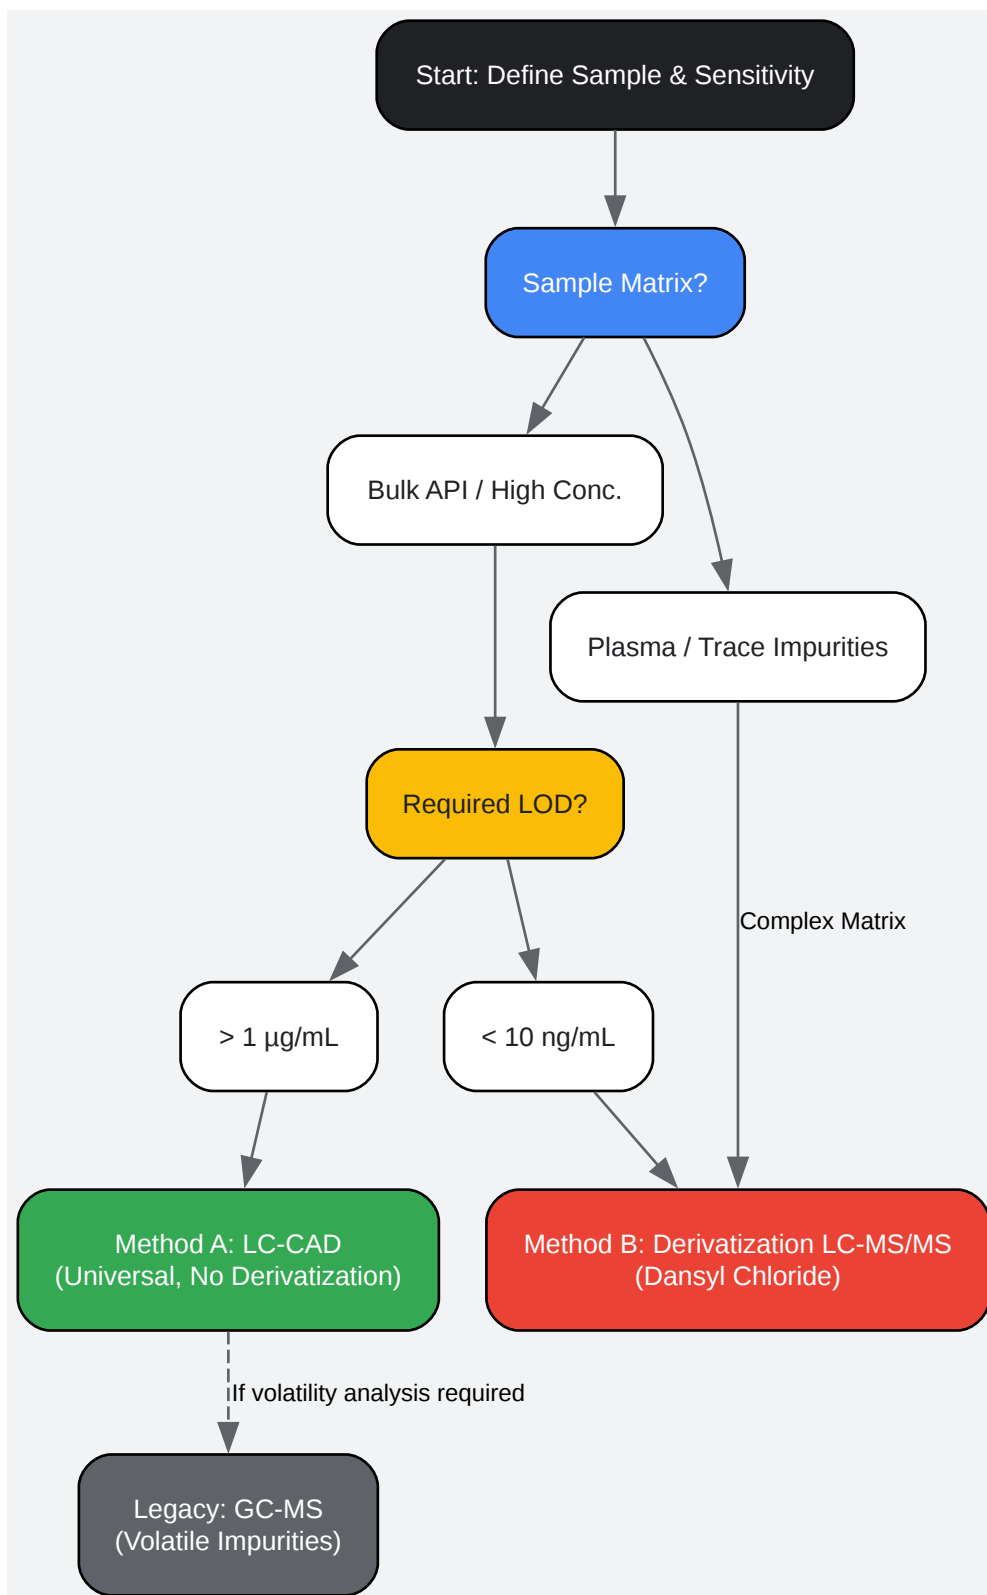 Start: Define Sample & Sensitivity
Sample Matrix?
Bulk API / High Conc.
Plasma / Trace Impurities
Required LOD?
Complex Matrix
> 1 µg/mL
< 10 ng/mL
Method A: LC-CAD
(Universal, No Derivatization)
Method B: Derivatization LC-MS/MS
(Dansyl Chloride)
If volatility analysis required
Legacy: GC-MS
(Volatile Impurities)